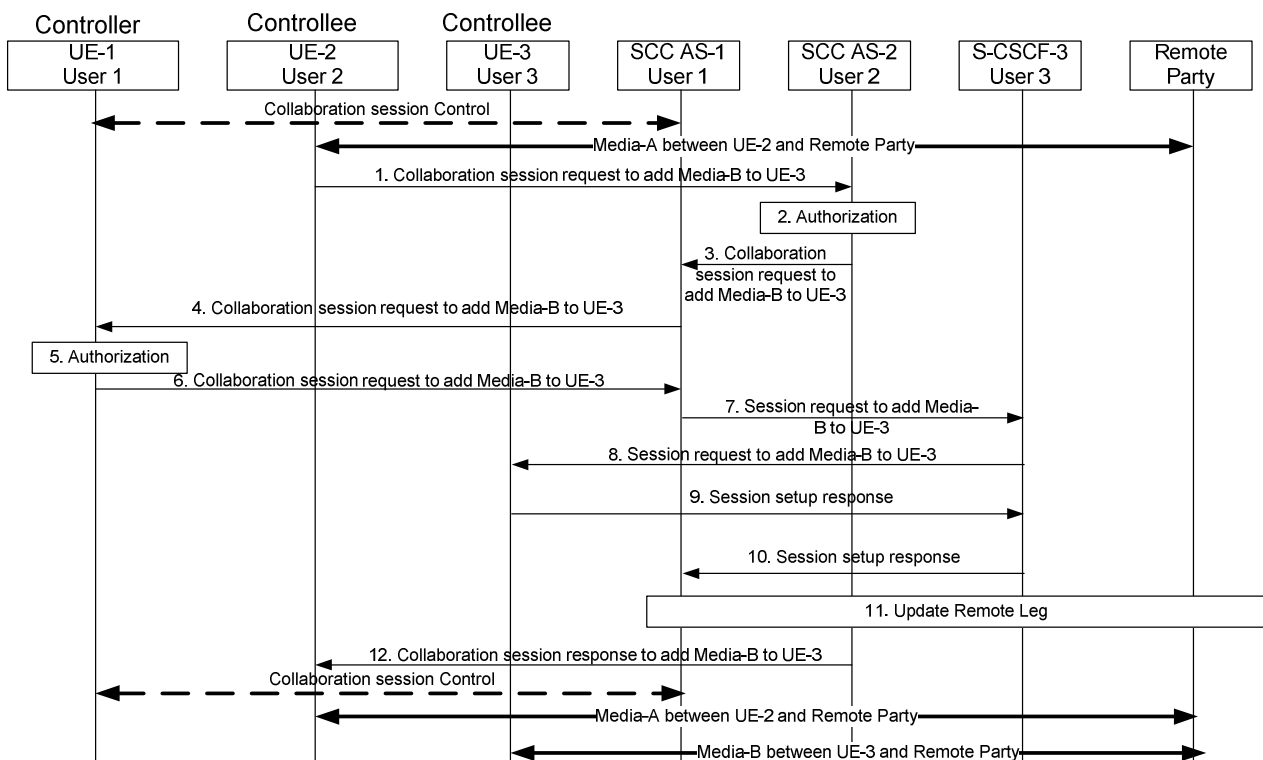 Controller
Controllee
Controllee
UE-1
User 1
UE-2
User 2
UE-3
User 3
SCC AS-1
User 1
SCC AS-2
User 2
S-CSCF-3
User 3
Remote
Party
Collaboration session Control
Media-A between UE-2 and Remote Party
1. Collaboration session request to add Media-B to UE-3
2. Authorization
3. Collaboration
session request to
add Media-B to UE-3
4. Collaboration session request to add Media-B to UE-3
5. Authorization
6. Collaboration session request to add Media-B to UE-3
7. Session request to add Media-
B to UE-3
8. Session request to add Media-B to UE-3
9. Session setup response
10. Session setup response
11. Update Remote Leg
12. Collaboration session response to add Media-B to UE-3
Collaboration session Control
Media-A between UE-2 and Remote Party
Media-B between UE-3 and Remote Party